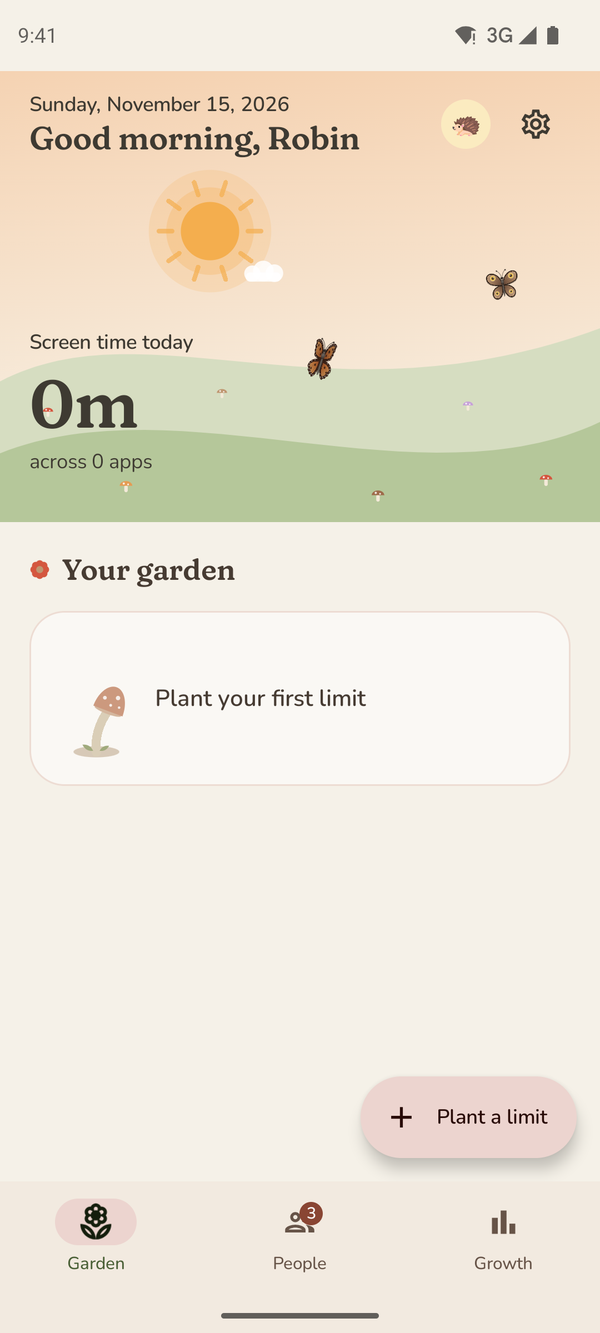 9:41
3G
Sunday, November 15, 2026
Good morning, Robin
Screen time today
0m
across 0 apps
Your garden
Plant your first limit
Plant a limit
3
Garden
People
Growth